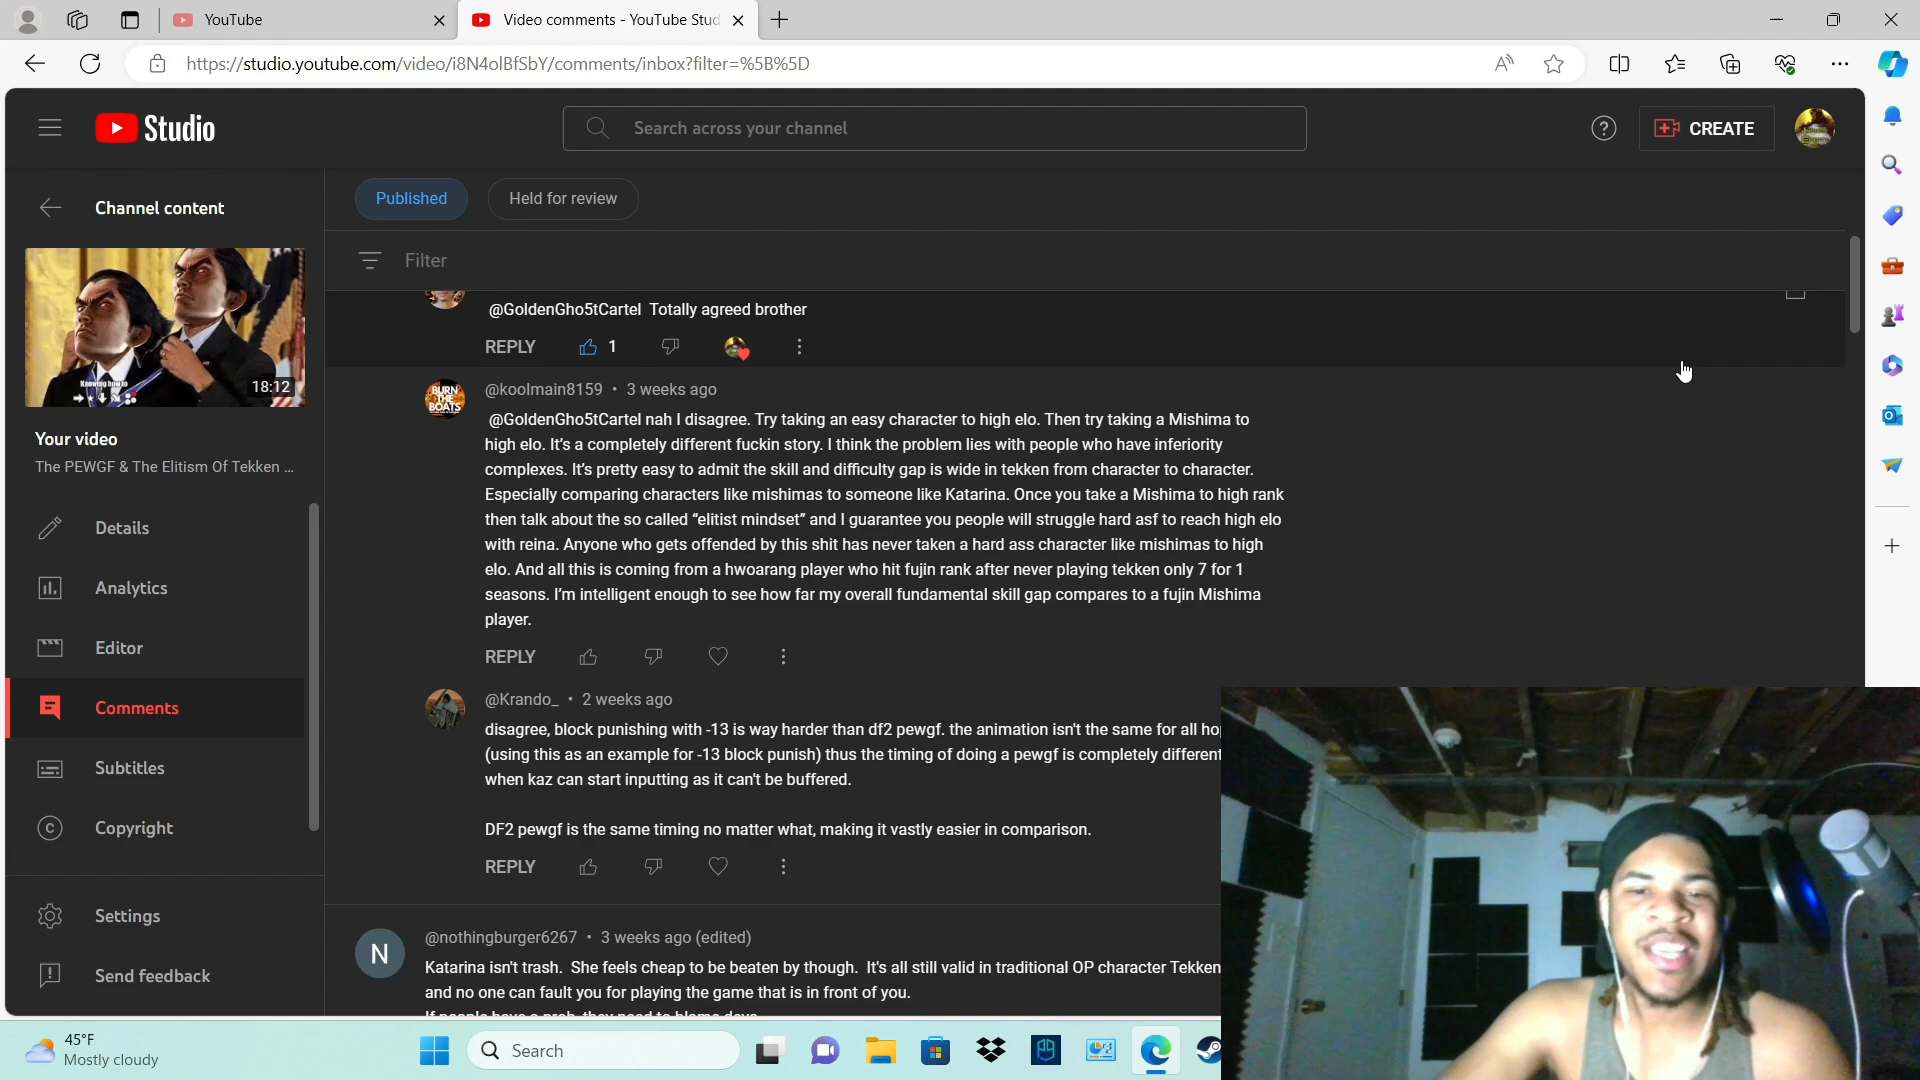 YouTube
Video comments - YouTube Stud
https://studio.youtube.com/video/i8N4olBfSbY/comments/inbox?filter=%5B%5D
Studio
Search across your channel
CREATE
Channel content
Published
Held for review
Filter
Knowing how to
18:12
Your video
The PEWGF & The Elitism Of Tekken ...
Details
Analytics
Editor
Comments
Subtitles
Copyright
Settings
Send feedback
@GoldenGho5tCartel Totally agreed brother
REPLY
1
BURN
THE
BOATS
@koolmain8159 • 3 weeks ago
@GoldenGho5tCartel nah I disagree. Try taking an easy character to high elo. Then try taking a Mishima to
high elo. It's a completely different fuckin story. I think the problem lies with people who have inferiority
complexes. It's pretty easy to admit the skill and difficulty gap is wide in tekken from character to character.
Especially comparing characters like mishimas to someone like Katarina. Once you take a Mishima to high rank
then talk about the so called “elitist mindset” and I guarantee you people will struggle hard asf to reach high elo
with reina. Anyone who gets offended by this shit has never taken a hard ass character like mishimas to high
elo. And all this is coming from a hwoarang player who hit fujin rank after never playing tekken only 7 for 1
seasons. I'm intelligent enough to see how far my overall fundamental skill gap compares to a fujin Mishima
player.
REPLY
@Krando_ • 2 weeks ago
disagree, block punishing with -13 is way harder than df2 pewgf. the animation isn't the same for all ho
(using this as an example for -13 block punish) thus the timing of doing a pewgf is completely different
when kaz can start inputting as it can't be buffered.
DF2 pewgf is the same timing no matter what, making it vastly easier in comparison.
REPLY
N
@nothingburger6267 • 3 weeks ago (edited)
Katarina isn't trash. She feels cheap to be beaten by though. It's all still valid in traditional OP character Tekken
and no one can fault you for playing the game that is in front of you.
45°F
Mostly cloudy
Search